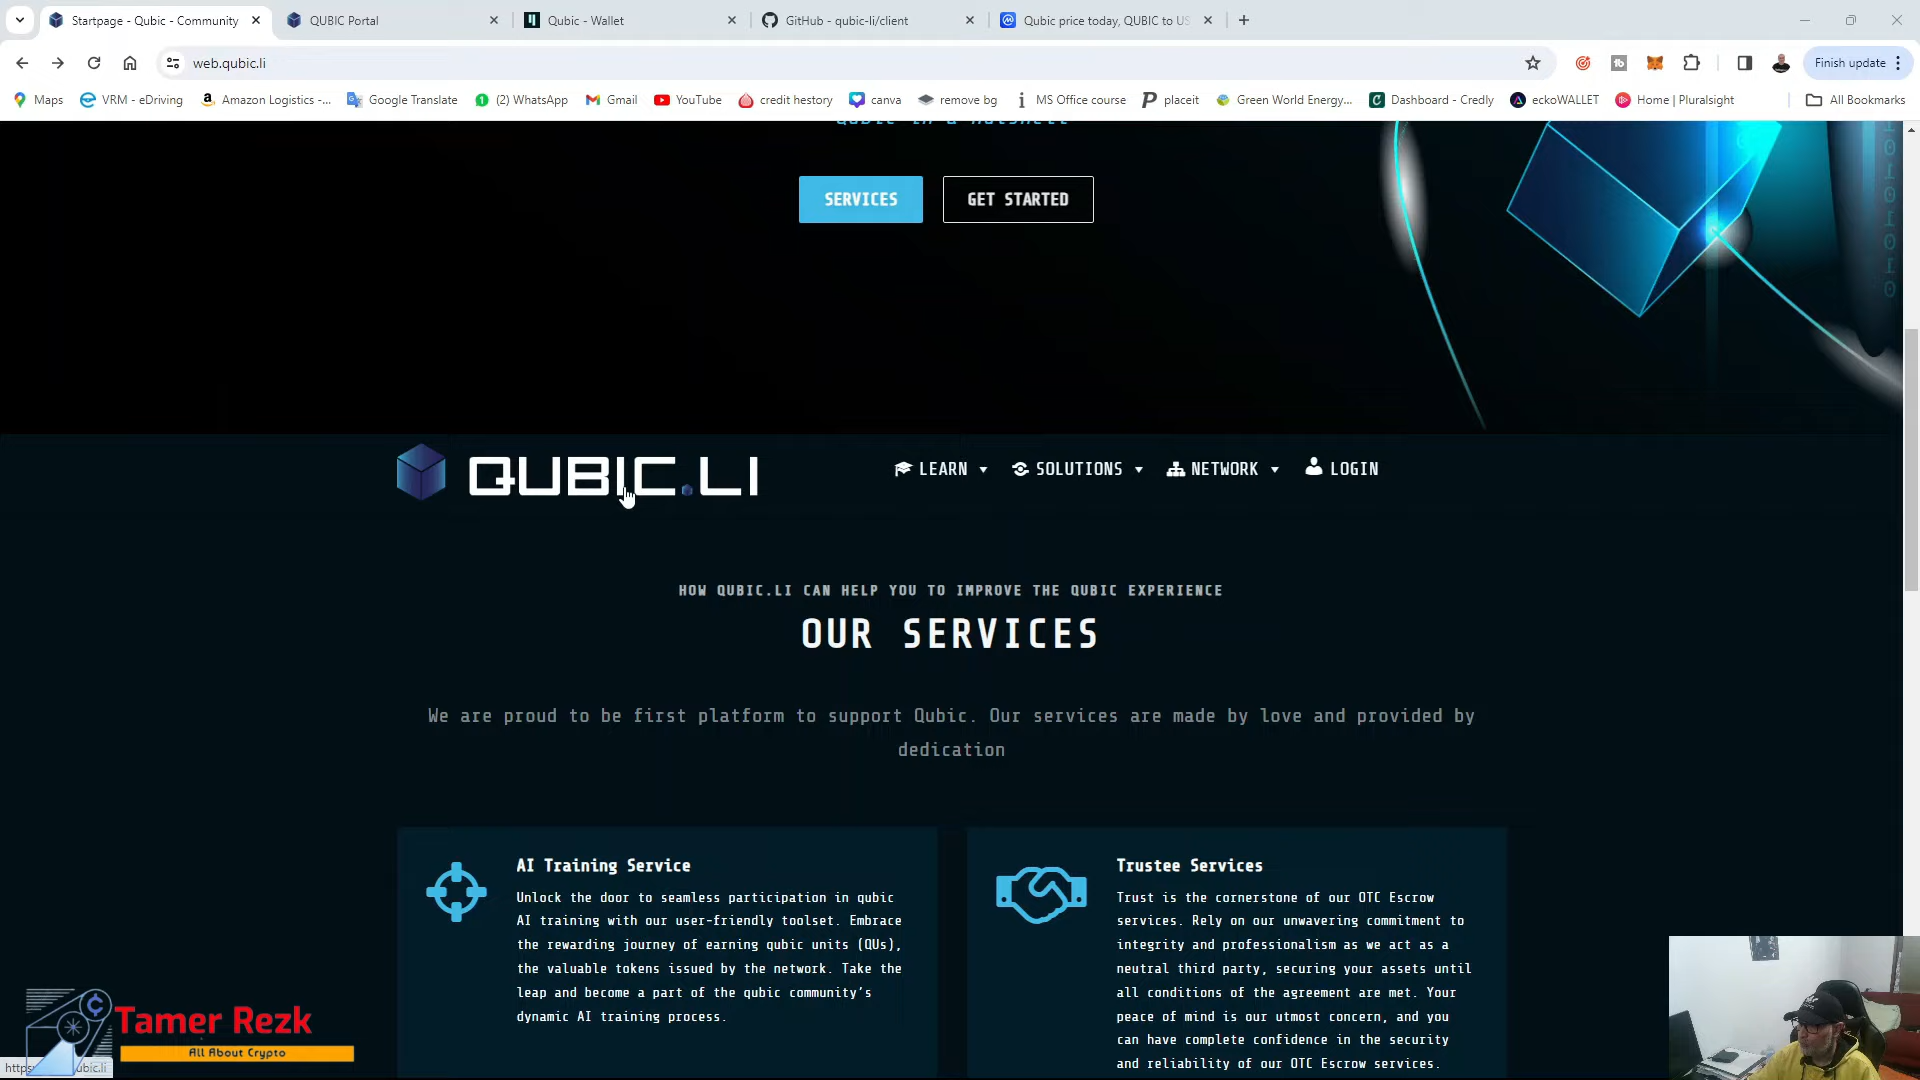 Startpage - Qubic - Community
QUBIC Portal
Qubic - Wallet
GitHub - qubic-li/client
Qubic price today, QUBIC to US
web.qubic.li
Finish update
Maps
VRM - eDriving
Amazon Logistics -...
Google Translate
(2) WhatsApp
Gmail
YouTube
credit hestory
canva
remove bg
MS Office course
placeit
Green World Energy...
Dashboard - Credly
eckoWALLET
Home | Pluralsight
All Bookmarks
Qubic in a nutshell
SERVICES
GET STARTED
QUBIC.LI
LEARN
SOLUTIONS
NETWORK
LOGIN
HOW QUBIC.LI CAN HELP YOU TO IMPROVE THE QUBIC EXPERIENCE
OUR SERVICES
We are proud to be first platform to support Qubic. Our services are made by love and provided by
dedication
AI Training Service
Unlock the door to seamless participation in qubic
AI training with our user-friendly toolset. Embrace
the rewarding journey of earning qubic units (QUs),
the valuable tokens issued by the network. Take the
leap and become a part of the qubic community's
dynamic AI training process.
Trustee Services
Trust is the cornerstone of our OTC Escrow
services. Rely on our unwavering commitment to
integrity and professionalism as we act as a
neutral third party, securing your assets until
all conditions of the agreement are met. Your
peace of mind is our utmost concern, and you
can have complete confidence in the security
and reliability of our OTC Escrow services.
Tamer Rezk
All About Crypto